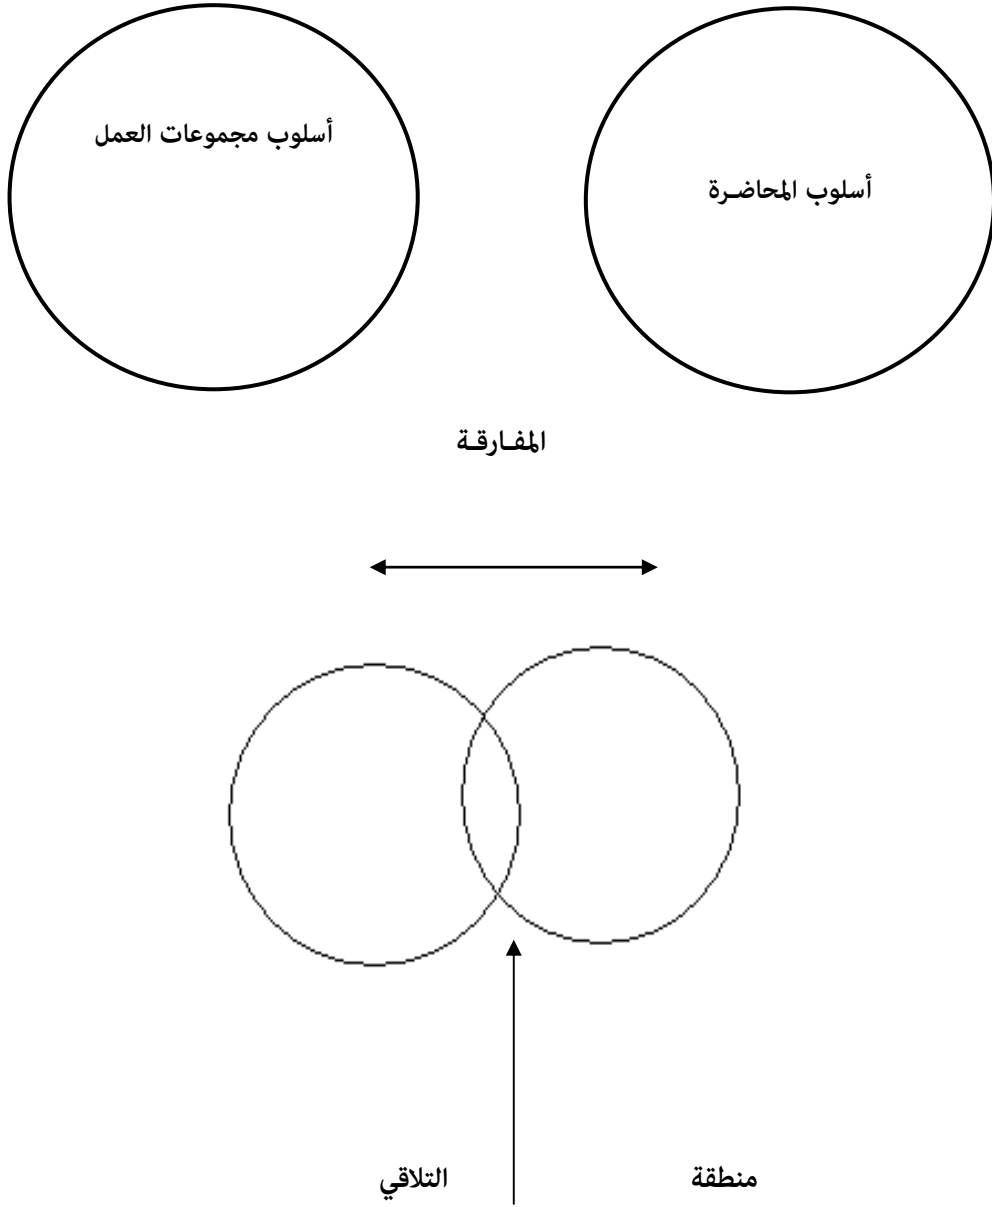 أسلوب المحاضـرة
أسلوب مجموعات العمل
المفـارقـة
منطقة التلاقي